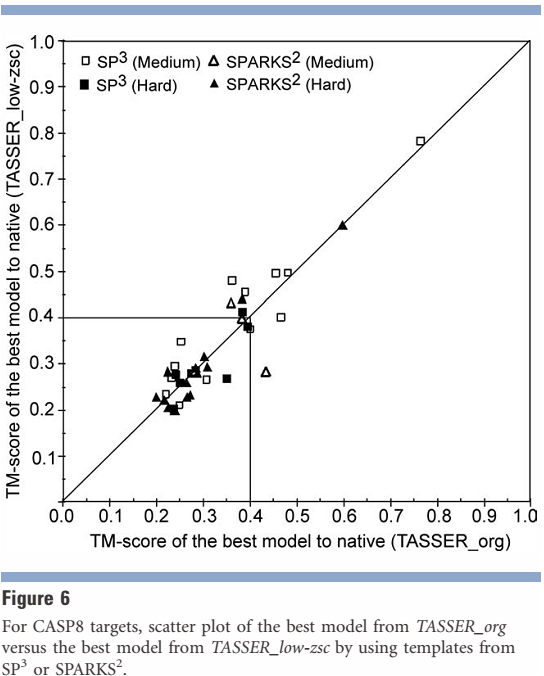 TM-score of the best model to native (TASSER_low-zsc)
1.0
0.9
0.8
0.7
0.6
0.5
0.4
0.3
0.2
0.1
SP³ (Medium) SPARKS² (Medium)
SP³ (Hard) SPARKS² (Hard)
0.0 0.1 0.2 0.3 0.4 0.5 0.6 0.7 0.8 0.9 1.0
TM-score of the best model to native (TASSER_org)
Figure 6
For CASP8 targets, scatter plot of the best model from TASSER_org
versus the best model from TASSER_low-zsc by using templates from
SP³ or SPARKS².